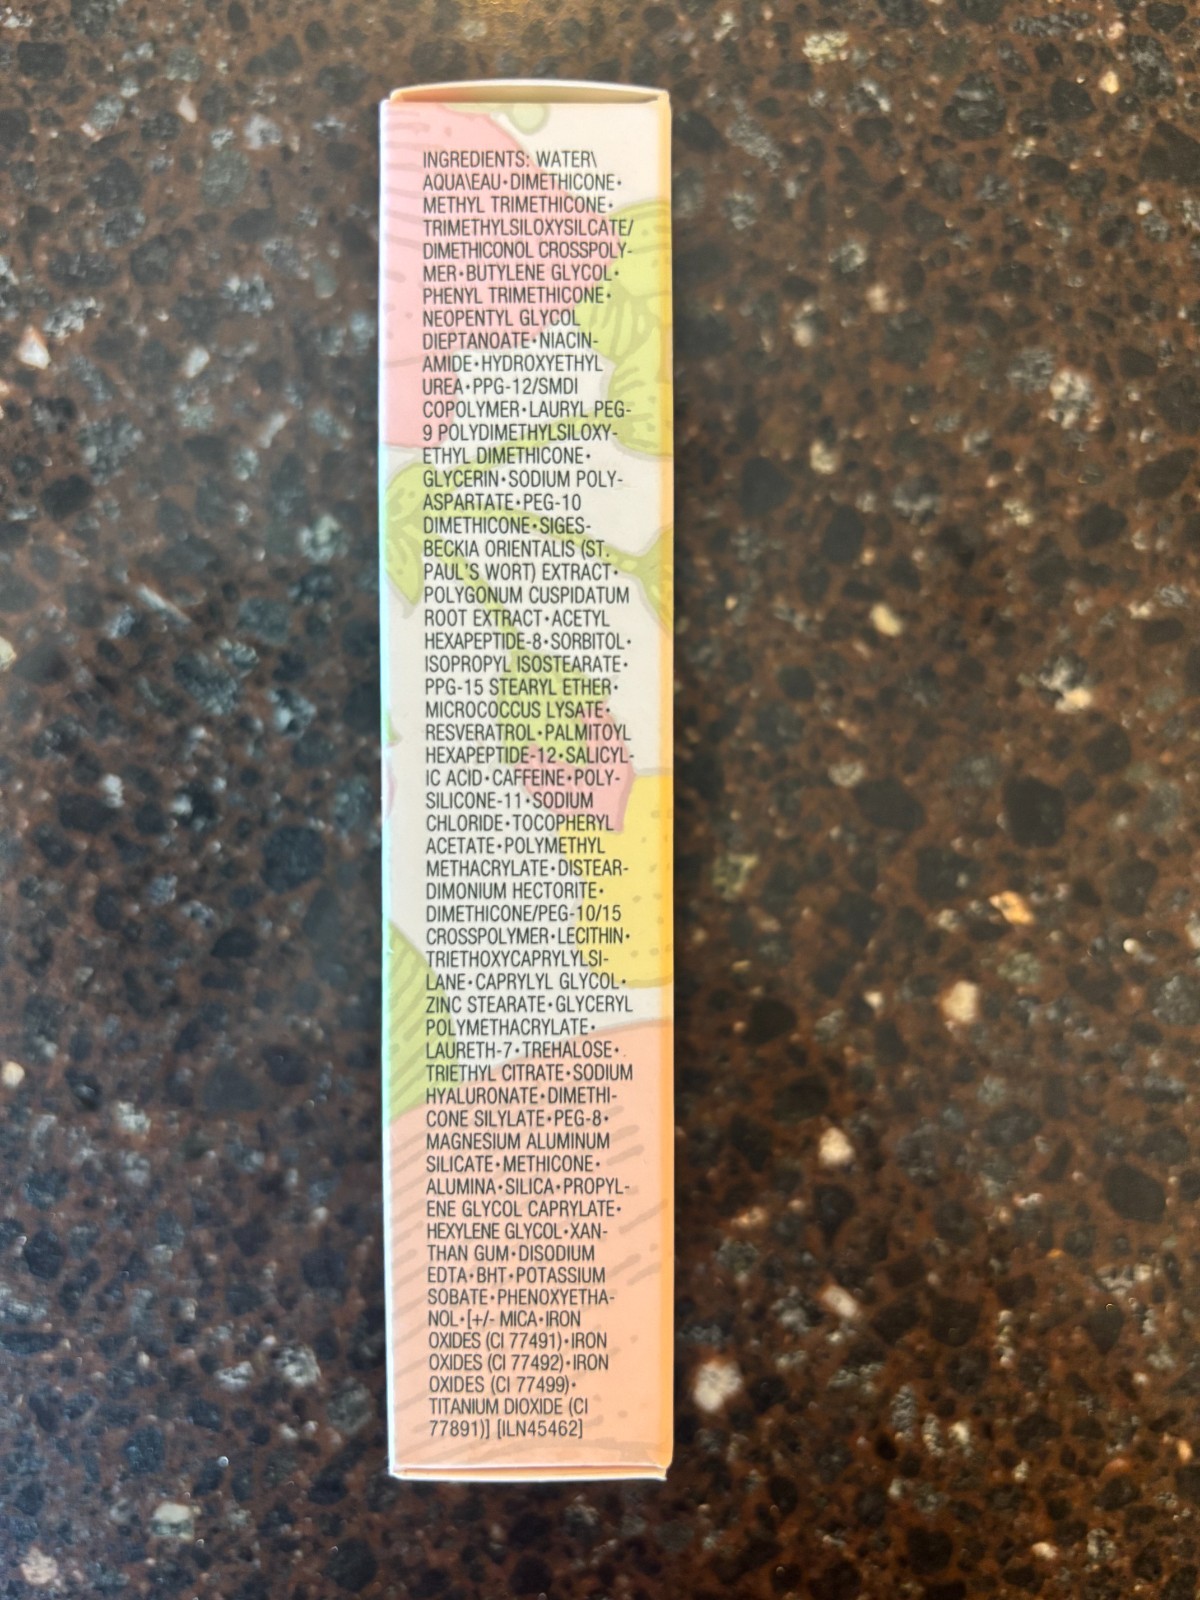 INGREDIENTS: WATER\
AQUA\EAU•DIMETHICONE•
METHYL TRIMETHICONE•
TRIMETHYLSILOXYSILCATE/
DIMETHICONOL CROSSPOLY-
MER•BUTYLENE GLYCOL•
PHENYL TRIMETHICONE•
NEOPENTYL GLYCOL
DIEPTANOATE•NIACIN-
AMIDE•HYDROXYETHYL
UREA•PPG-12/SMDI
COPOLYMER•LAURYL PEG-
9 POLYDIMETHYLSILOXY-
ETHYL DIMETHICONE•
GLYCERIN•SODIUM POLY-
ASPARTATE•PEG-10
DIMETHICONE•SIGES-
BECKIA ORIENTALIS (ST.
PAUL'S WORT) EXTRACT•
POLYGONUM CUSPIDATUM
ROOT EXTRACT•ACETYL
HEXAPEPTIDE-8•SORBITOL•
ISOPROPYL ISOSTEARATE•
PPG-15 STEARYL ETHER•
MICROCOCCUS LYSATE•
RESVERATROL•PALMITOYL
HEXAPEPTIDE-12•SALICYL-
IC ACID•CAFFEINE•POLY-
SILICONE-11•SODIUM
CHLORIDE•TOCOPHERYL
ACETATE•POLYMETHYL
METHACRYLATE•DISTEAR-
DIMONIUM HECTORITE•
DIMETHICONE/PEG-10/15
CROSSPOLYMER•LECITHIN•
TRIETHOXYCAPRYLYLSI-
LANE•CAPRYLYL GLYCOL•
ZINC STEARATE•GLYCERYL
POLYMETHACRYLATE•
LAURETH-7•TREHALOSE•
TRIETHYL CITRATE•SODIUM
HYALURONATE•DIMETHI-
CONE SILYLATE•PEG-8•
MAGNESIUM ALUMINUM
SILICATE•METHICONE•
ALUMINA•SILICA•PROPYL-
ENE GLYCOL CAPRYLATE•
HEXYLENE GLYCOL•XAN-
THAN GUM•DISODIUM
EDTA•BHT•POTASSIUM
SOBATE•PHENOXYETHA-
NOL•[+/- MICA•IRON
OXIDES (CI 77491)•IRON
OXIDES (CI 77492)•IRON
OXIDES (CI 77499)•
TITANIUM DIOXIDE (CI
77891)] [ILN45462]